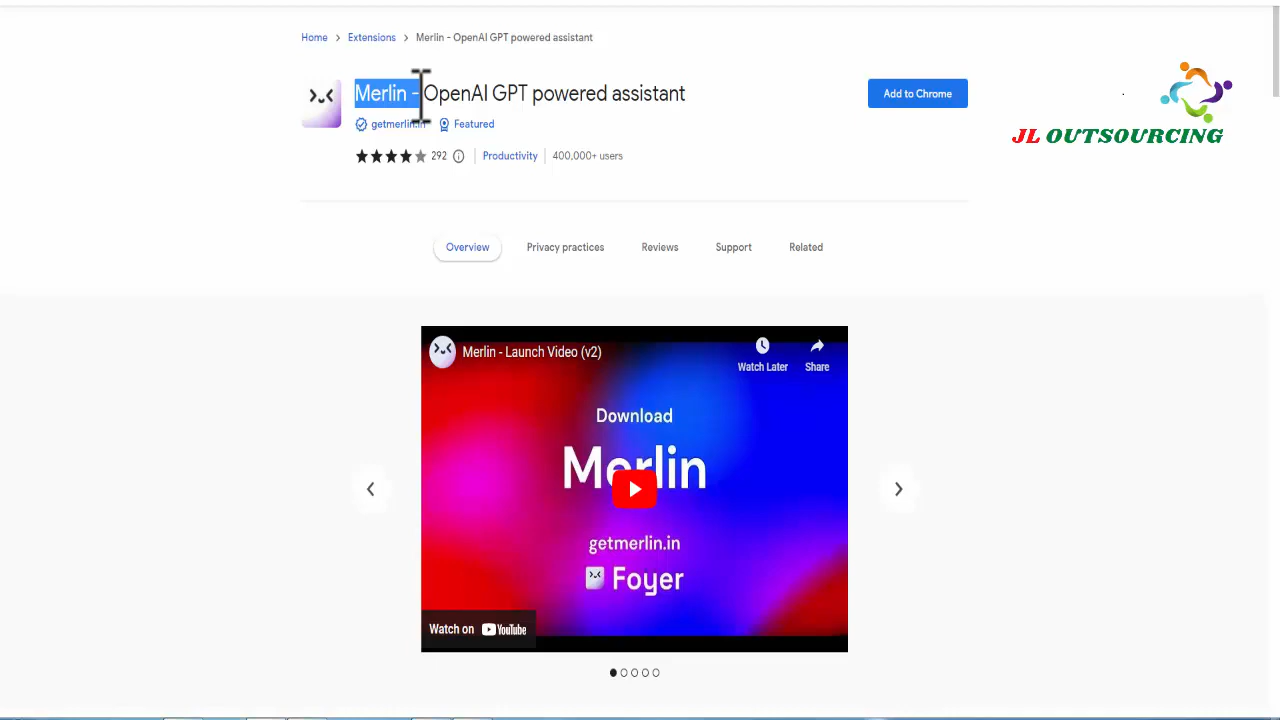 Home > Extensions > Merlin - OpenAI GPT powered assistant
Merlin - OpenAI GPT powered assistant
Add to Chrome
getmerlin.in Featured
292 Productivity 400,000+ users
JL OUTSOURCING
Overview Privacy practices Reviews Support Related
Merlin - Launch Video (v2)
Watch Later Share
Download
Merlin
getmerlin.in
Foyer
Watch on YouTube